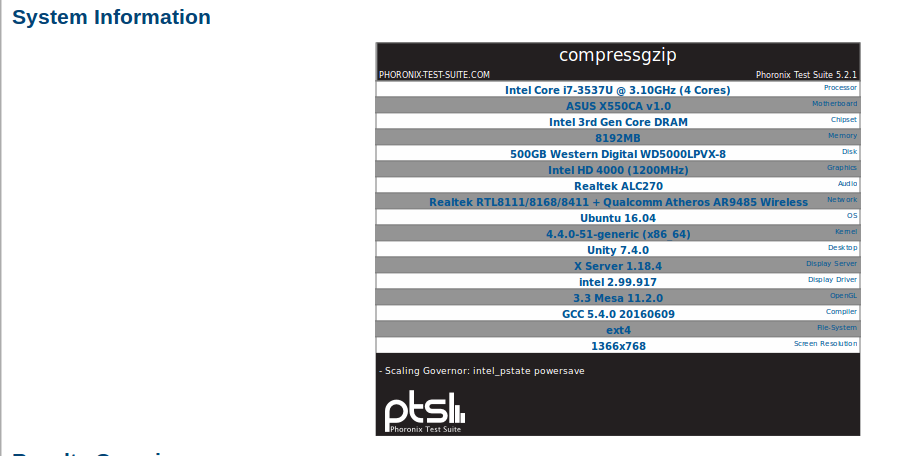 System Information
compressgzip
PHORONIX-TEST-SUITE.COM Phoronix Test Suite 5.2.1
Intel Core i7-3537U @ 3.10GHz (4 Cores) Processor
ASUS X550CA v1.0 Motherboard
Intel 3rd Gen Core DRAM Chipset
8192MB Memory
500GB Western Digital WD5000LPVX-8 Disk
Intel HD 4000 (1200MHz) Graphics
Realtek ALC270 Audio
Realtek RTL8111/8168/8411 + Qualcomm Atheros AR9485 Wireless Network
Ubuntu 16.04 OS
4.4.0-51-generic (x86_64) Kernel
Unity 7.4.0 Desktop
X Server 1.18.4 Display Server
intel 2.99.917 Display Driver
3.3 Mesa 11.2.0 OpenGL
GCC 5.4.0 20160609 Compiler
ext4 File-System
1366x768 Screen Resolution
- Scaling Governor: intel_pstate powersave
ptsl
Phoronix Test Suite